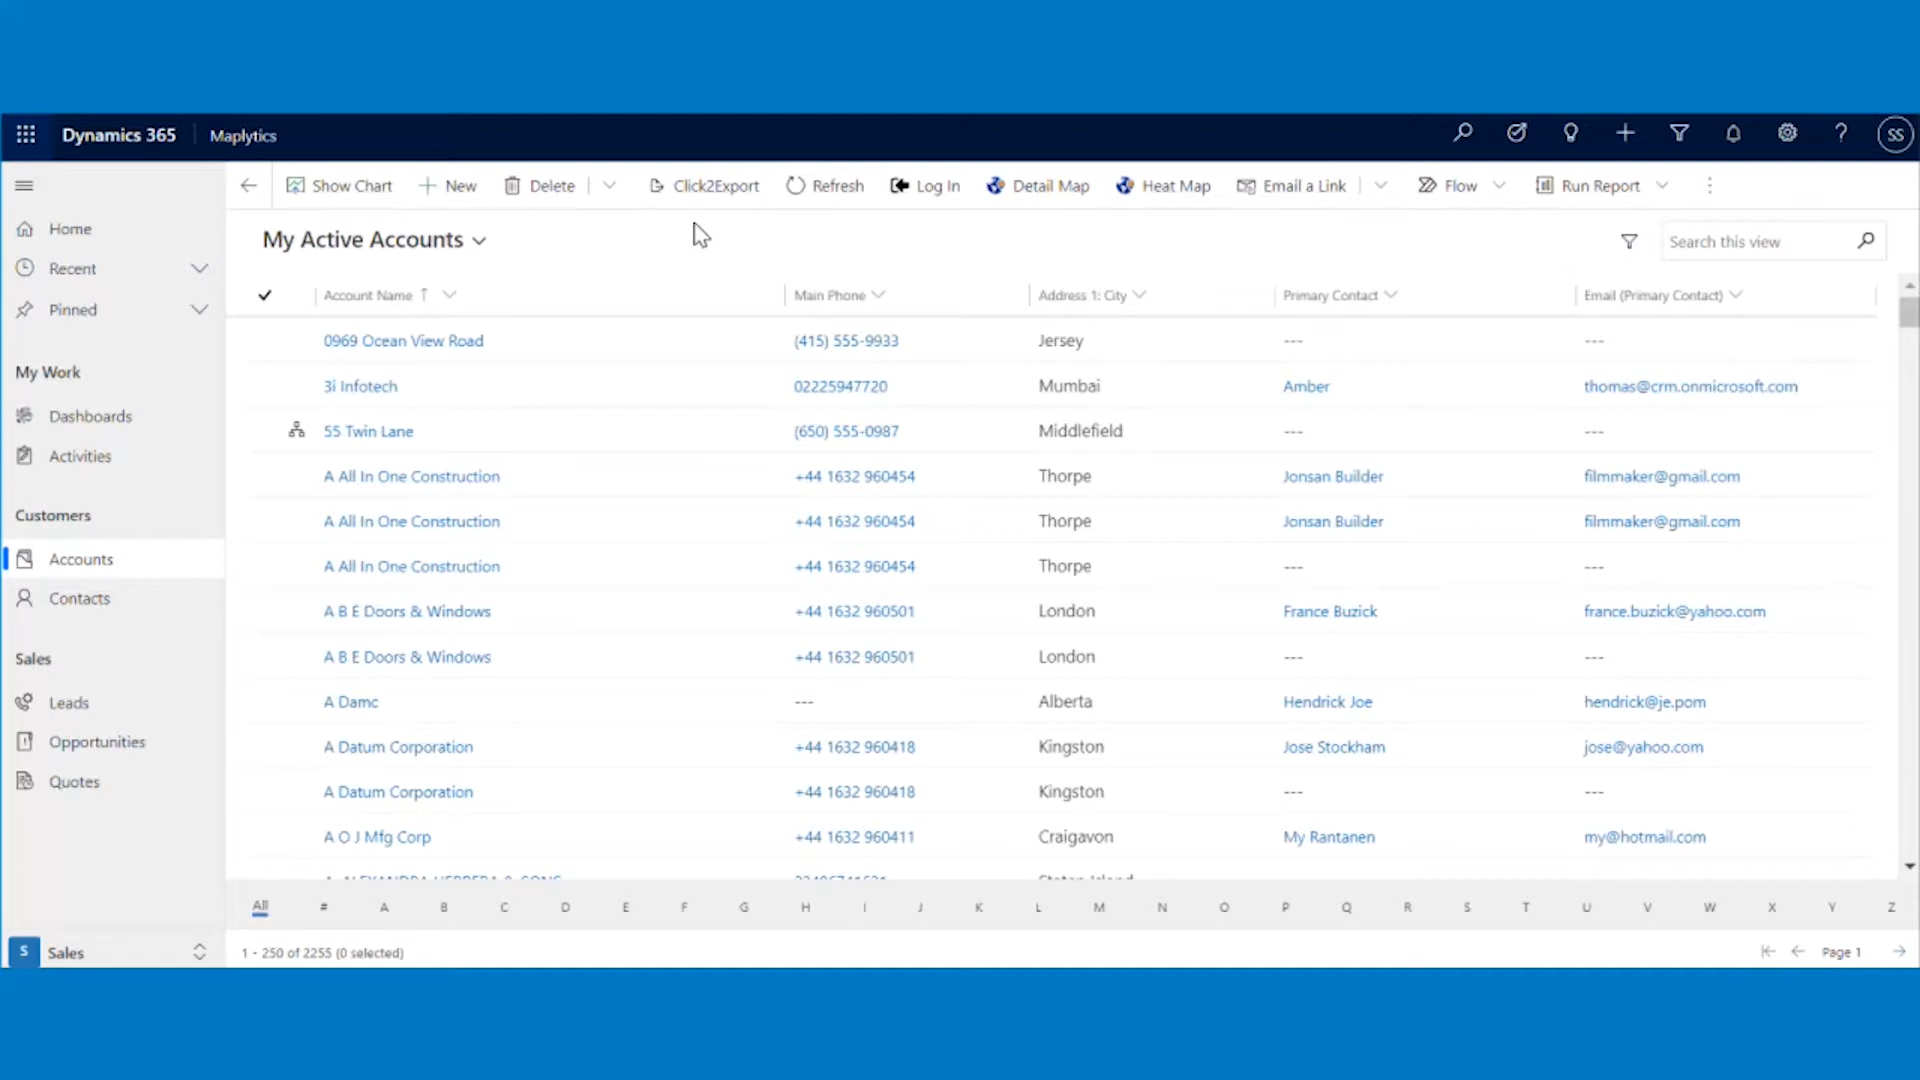 Dynamics 365 Maplytics SS
Show Chart New Delete Click2Export Refresh Log In Detail Map Heat Map Email a Link Flow Run Report
Home
Recent
Pinned
My Work
Dashboards
Activities
Customers
Accounts
Contacts
Sales
Leads
Opportunities
Quotes
S Sales
My Active Accounts Search this view
Account Name Main Phone Address 1: City Primary Contact Email (Primary Contact)
0969 Ocean View Road (415) 555-9933 Jersey --- ---
3i Infotech 02225947720 Mumbai Amber thomas@crm.onmicrosoft.com
55 Twin Lane (650) 555-0987 Middlefield --- ---
A All In One Construction +44 1632 960454 Thorpe Jonsan Builder filmmaker@gmail.com
A All In One Construction +44 1632 960454 Thorpe Jonsan Builder filmmaker@gmail.com
A All In One Construction +44 1632 960454 Thorpe --- ---
A B E Doors & Windows +44 1632 960501 London France Buzick france.buzick@yahoo.com
A B E Doors & Windows +44 1632 960501 London --- ---
A Damc --- Alberta Hendrick Joe hendrick@je.pom
A Datum Corporation +44 1632 960418 Kingston Jose Stockham jose@yahoo.com
A Datum Corporation +44 1632 960418 Kingston --- ---
A O J Mfg Corp +44 1632 960411 Craigavon My Rantanen my@hotmail.com
All # A B C D E F G H I J K L M N O P Q R S T U V W X Y Z
1 - 250 of 2255 (0 selected) Page 1